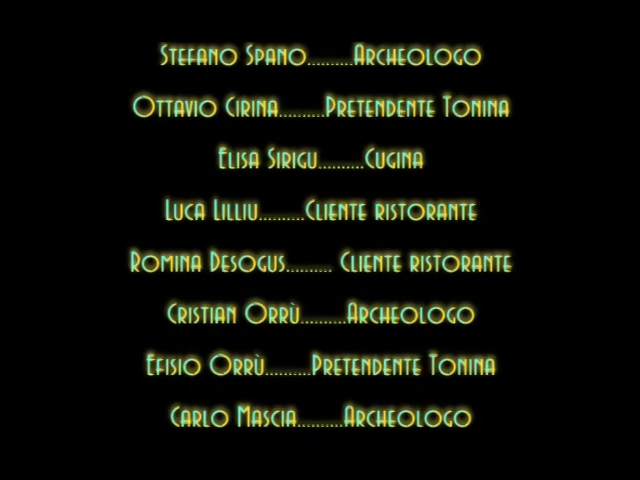 Stefano Spano..........Archeologo
Ottavio Cirina..........Pretendente Tonina
Elisa Sirigu..........Cugina
Luca Lilliu..........Cliente ristorante
Romina Desogus.......... Cliente ristorante
Cristian Orrù..........Archeologo
Efisio Orrù..........Pretendente Tonina
Carlo Mascia..........Archeologo